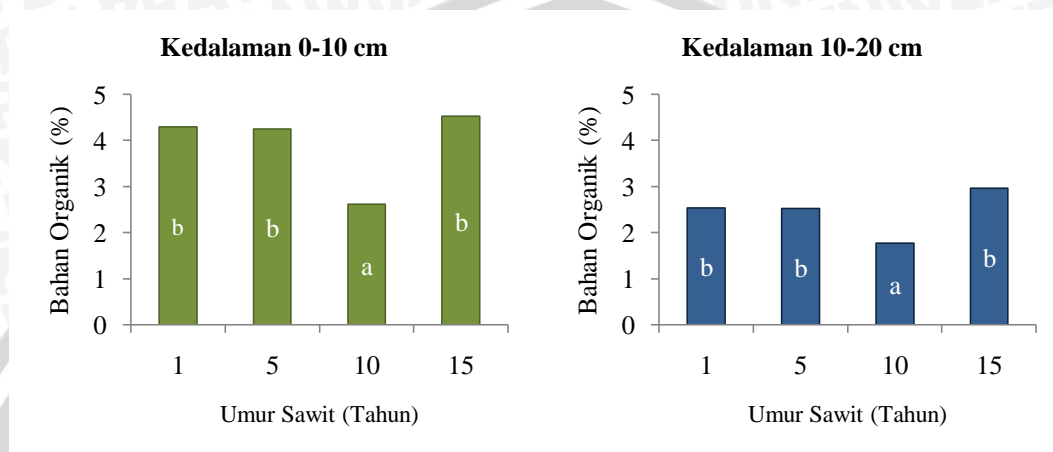 Kedalaman 0-10 cm
Bahan Organik (%)
5
4
3
2
1
0
b
b
a
b
1 5 10 15
Umur Sawit (Tahun)
Kedalaman 10-20 cm
Bahan Organik (%)
5
4
3
2
1
0
b
b
a
b
1 5 10 15
Umur Sawit (Tahun)